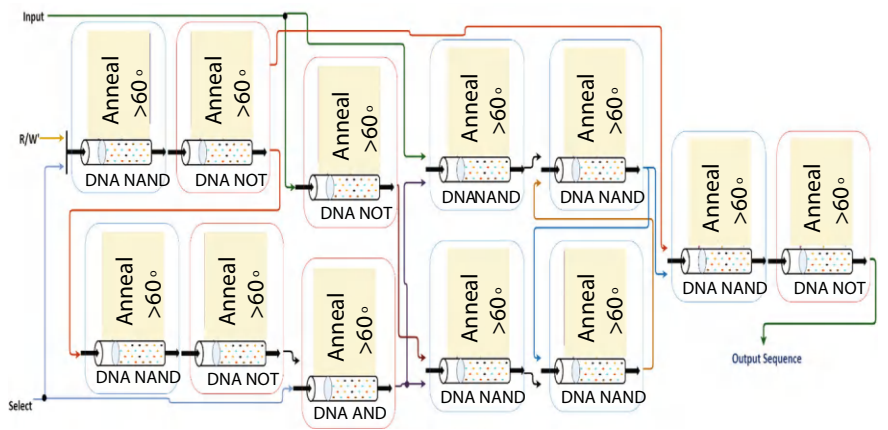 Input
Anneal
>60°
Anneal
>60°
Anneal
>60°
Anneal
>60°
Anneal
>60°
R/W'
DNA NAND
DNA NOT
DNA NOT
DNANAND
DNA NAND
Anneal
>60°
Anneal
>60°
DNA NAND
DNA NOT
Anneal
>60°
Anneal
>60°
Anneal
>60°
Anneal
>60°
Anneal
>60°
Output Sequence
DNA NAND
DNA NOT
Select
DNA AND
DNA NAND
DNA NAND